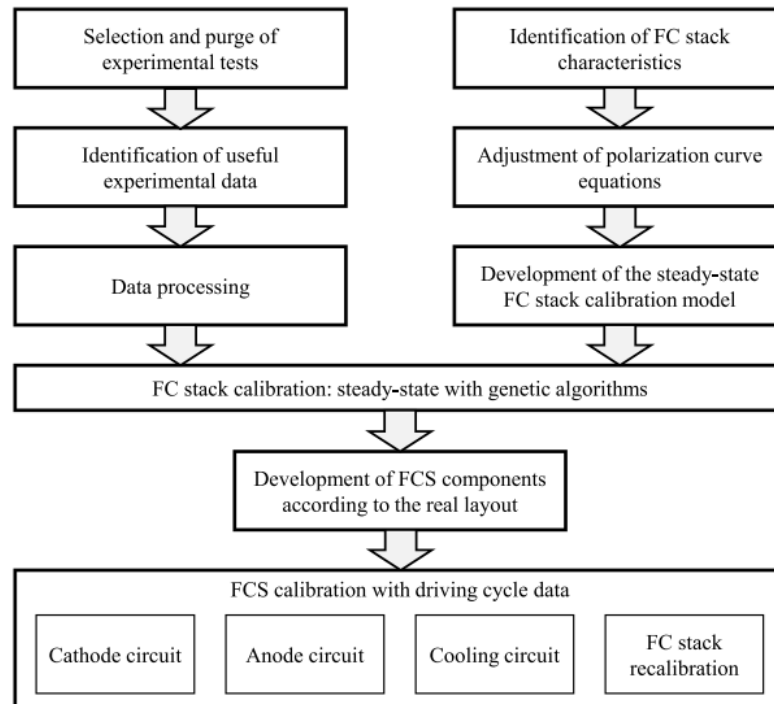 Selection and purge of
experimental tests
Identification of FC stack
characteristics
Identification of useful
experimental data
Adjustment of polarization curve
equations
Data processing
Development of the steady-state
FC stack calibration model
FC stack calibration: steady-state with genetic algorithms
Development of FCS components
according to the real layout
FCS calibration with driving cycle data
Cathode circuit
Anode circuit
Cooling circuit
FC stack
recalibration